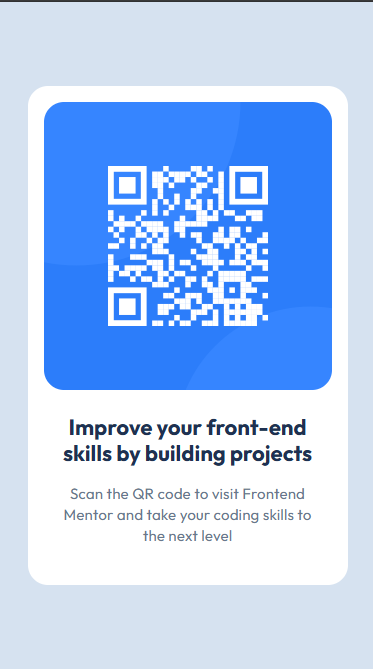 Improve your front-end
skills by building projects
Scan the QR code to visit Frontend
Mentor and take your coding skills to
the next level